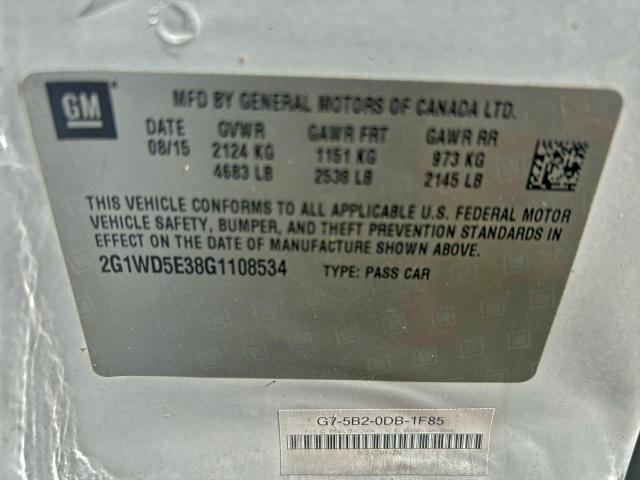 GM
MFD BY GENERAL MOTORS OF CANADA LTD.
DATE GVWR GAWR FRT GAWR RR
08/15 2124 KG 1151 KG 973 KG
4683 LB 2538 LB 2145 LB
THIS VEHICLE CONFORMS TO ALL APPLICABLE U.S. FEDERAL MOTOR
VEHICLE SAFETY, BUMPER, AND THEFT PREVENTION STANDARDS IN
EFFECT ON THE DATE OF MANUFACTURE SHOWN ABOVE.
2G1WD5E38G1108534 TYPE: PASS CAR
G7-5B2-0DB-1F85